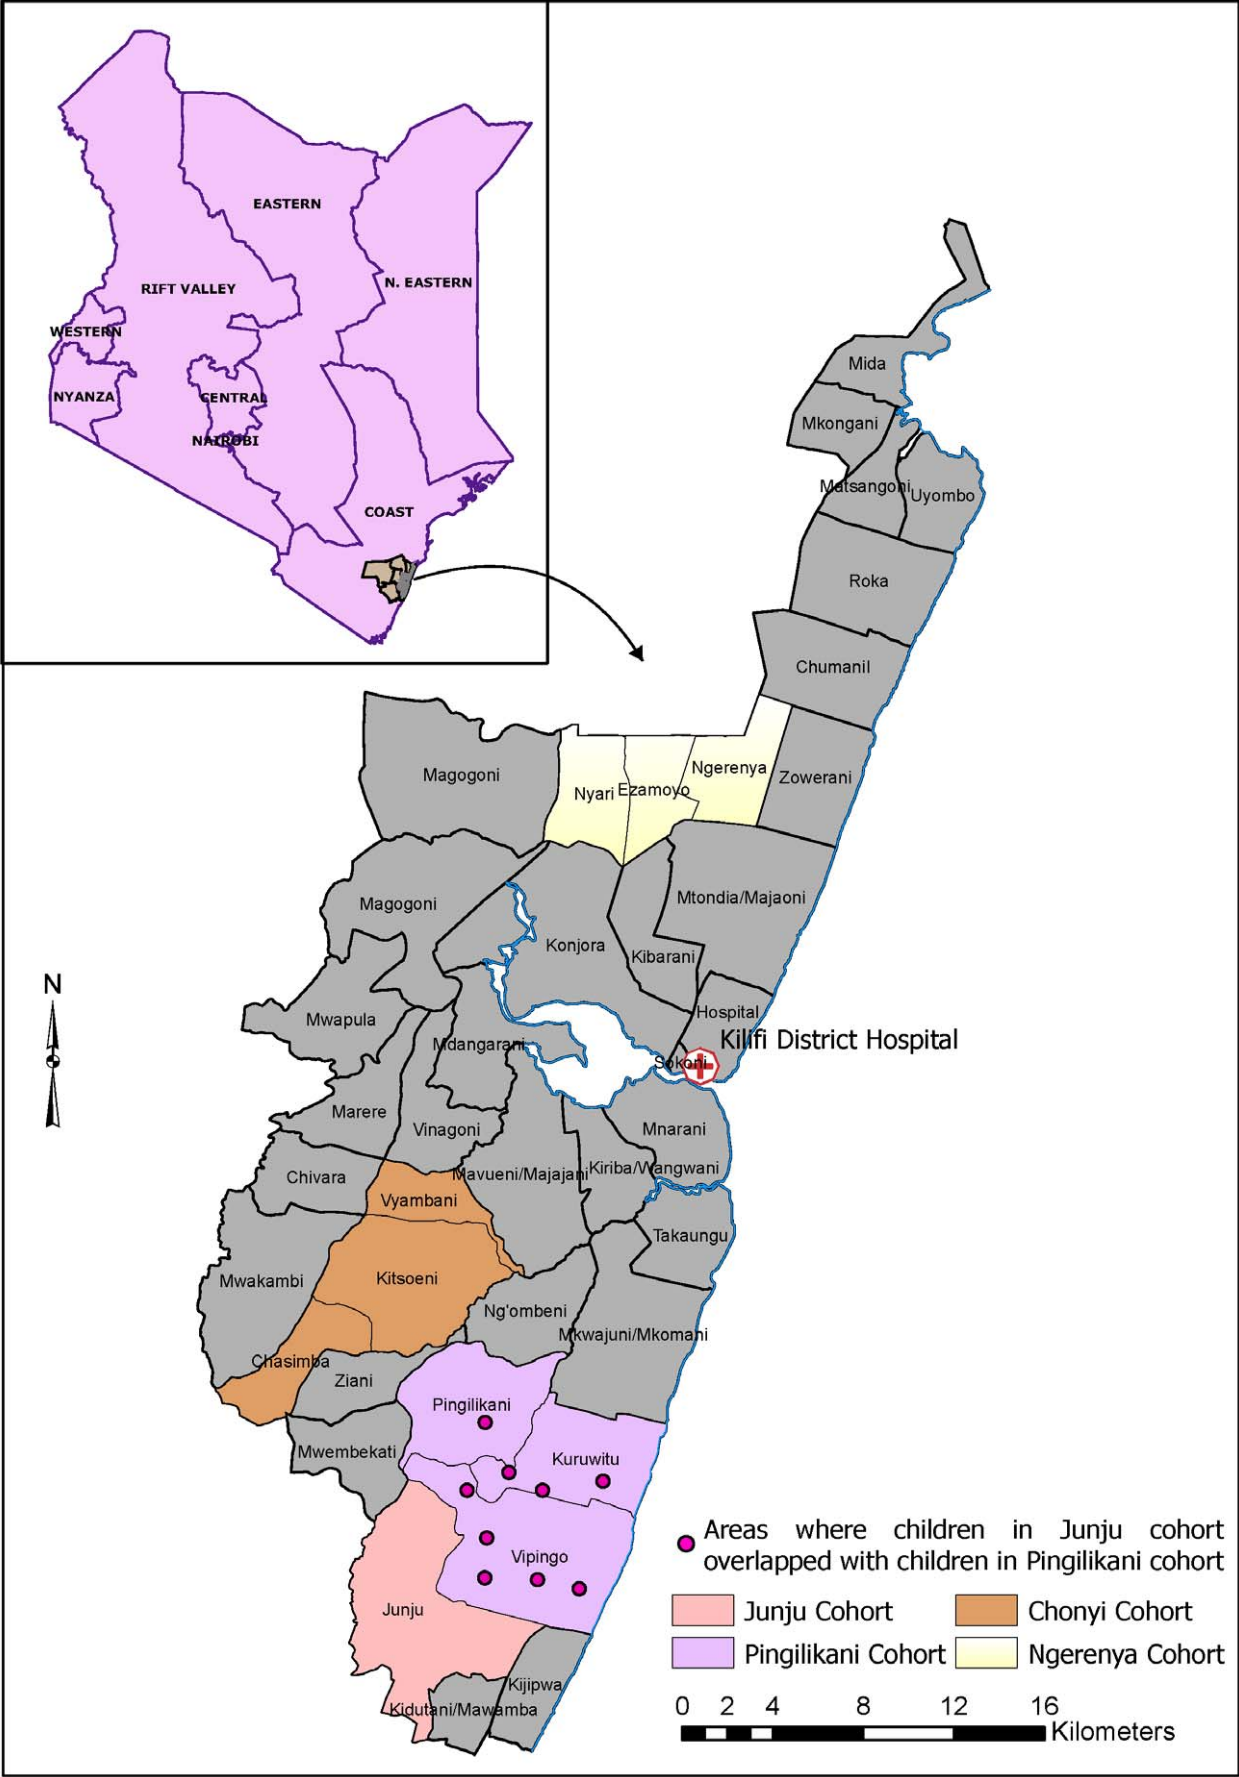 EASTERN
N. EASTERN
RIFT VALLEY
WESTERN
NYANZA
CENTRAL
NAIROBI
COAST
Mida
Mkongani
Matsangoni
Uyombo
Roka
Chumanil
Magogoni
Nyari
Ezamoyo
Ngerenya
Zowerani
Magogoni
Mtondia/Majaoni
Konjora
Kibarani
N
Mwapula
Hospital
Mdangarani
Kilifi District Hospital
Sokoni
Marere
Vinagoni
Mnarani
Chivara
Mavueni/Majajani
Kiriba/Wangwani
Vyambani
Takaungu
Mwakambi
Kitsoeni
Ng'ombeni
Mkwajuni/Mkomani
Chasimba
Ziani
Pingilikani
Mwembekati
Kuruwitu
Vipingo
Junju
Kijipwa
Kidutani/Mawamba
Areas where children in Junju cohort
overlapped with children in Pingilikani cohort
Junju Cohort
Chonyi Cohort
Pingilikani Cohort
Ngerenya Cohort
0 2 4 8 12 16
Kilometers